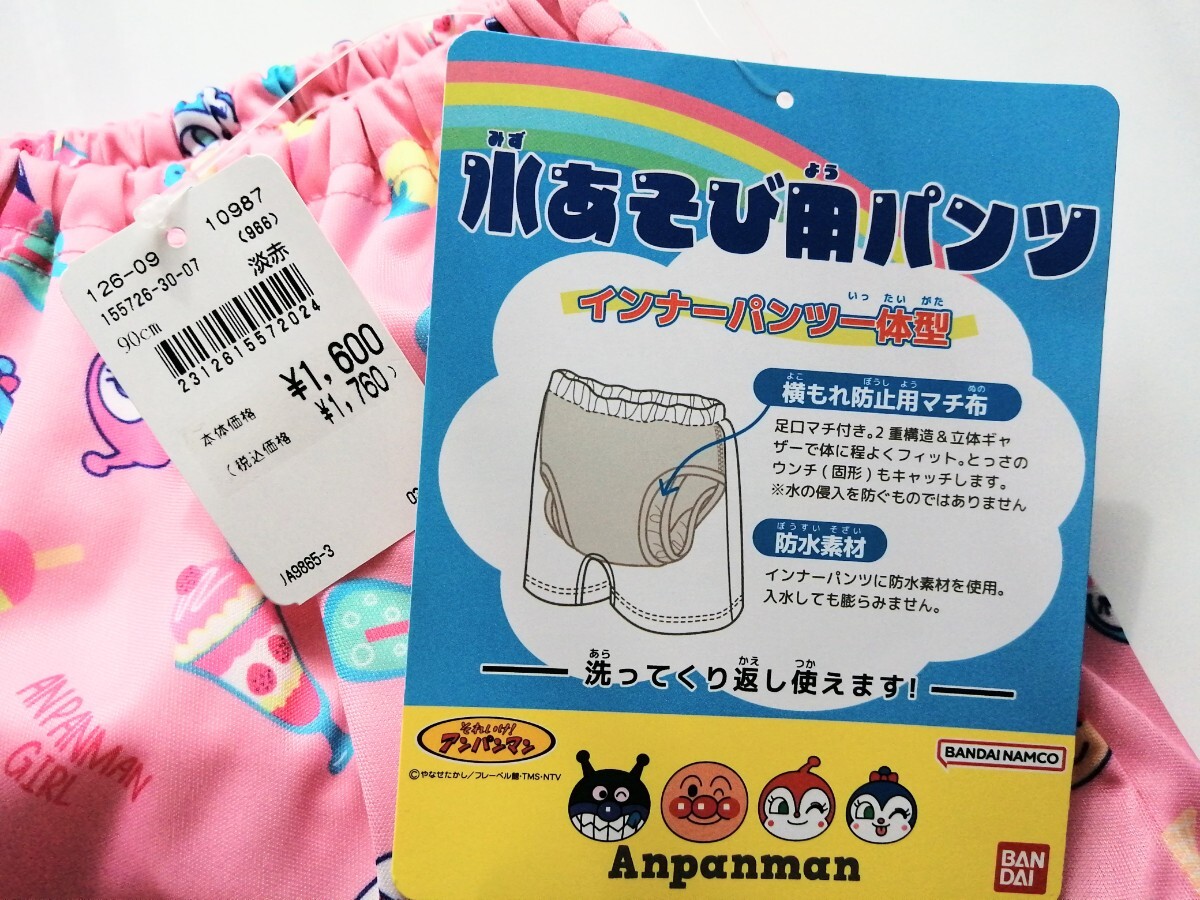 126-09
10987
(986)
155726-30-07
淡赤
90cm
2312615572024
本体価格
¥1,600
(税込価格
¥1,760)
JA9865-3
ANPANMAN
GIRL
みず
よう
水あそび用パンツ
いったいがた
インナーパンツ一体型
よこ
ぼうし
よう
ぬの
横もれ防止用マチ布
足口マチ付き。2重構造&立体ギャ
ザーで体に程よくフィット。とっさの
ウンチ(固形)もキャッチします。
※水の侵入を防ぐものではありません
ぼうすい そざい
防水素材
インナーパンツに防水素材を使用。
入水しても膨らみません。
あら
かえ
つか
洗ってくり返し使えます!
それいけ!
アンパンマン
©やなせたかし/フレーベル館・TMS・NTV
BANDAI NAMCO
Anpanman
BAN
DAI